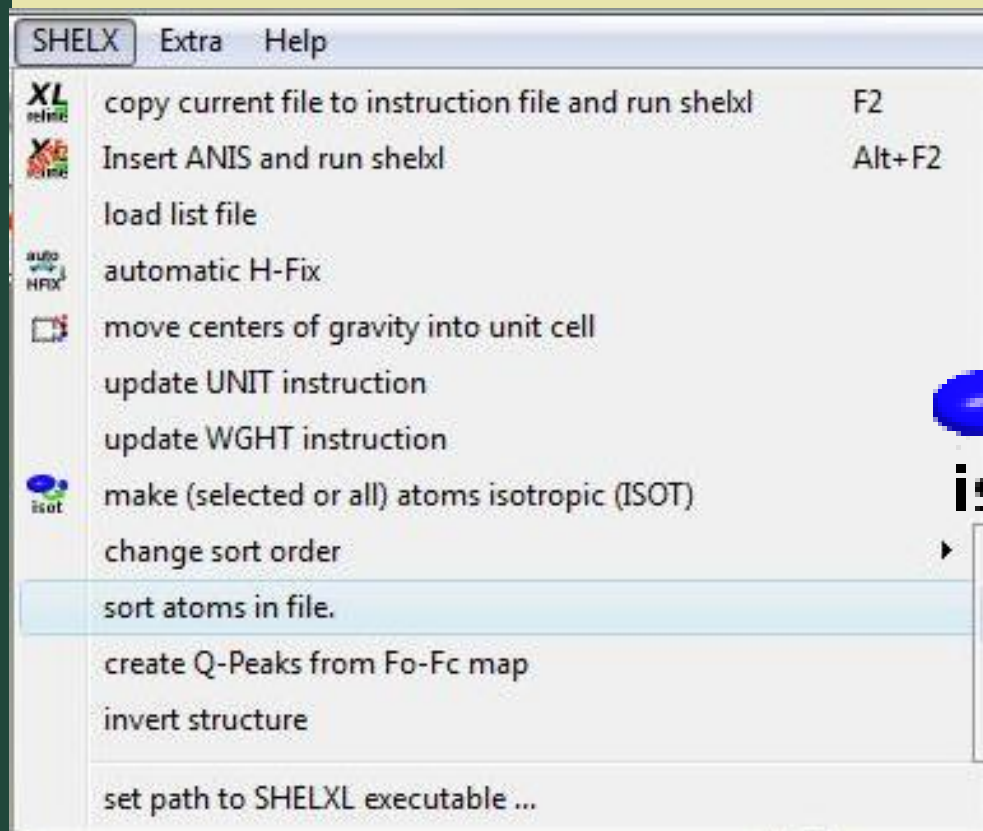 SHELX Extra Help
XL refine copy current file to instruction file and run shelxl F2
Insert ANIS and run shelxl Alt+F2
load list file
auto HFIX automatic H-Fix
move centers of gravity into unit cell
update UNIT instruction
update WGHT instruction
isot make (selected or all) atoms isotropic (ISOT)
change sort order
sort atoms in file.
create Q-Peaks from Fo-Fc map
invert structure
set path to SHELXL executable ...